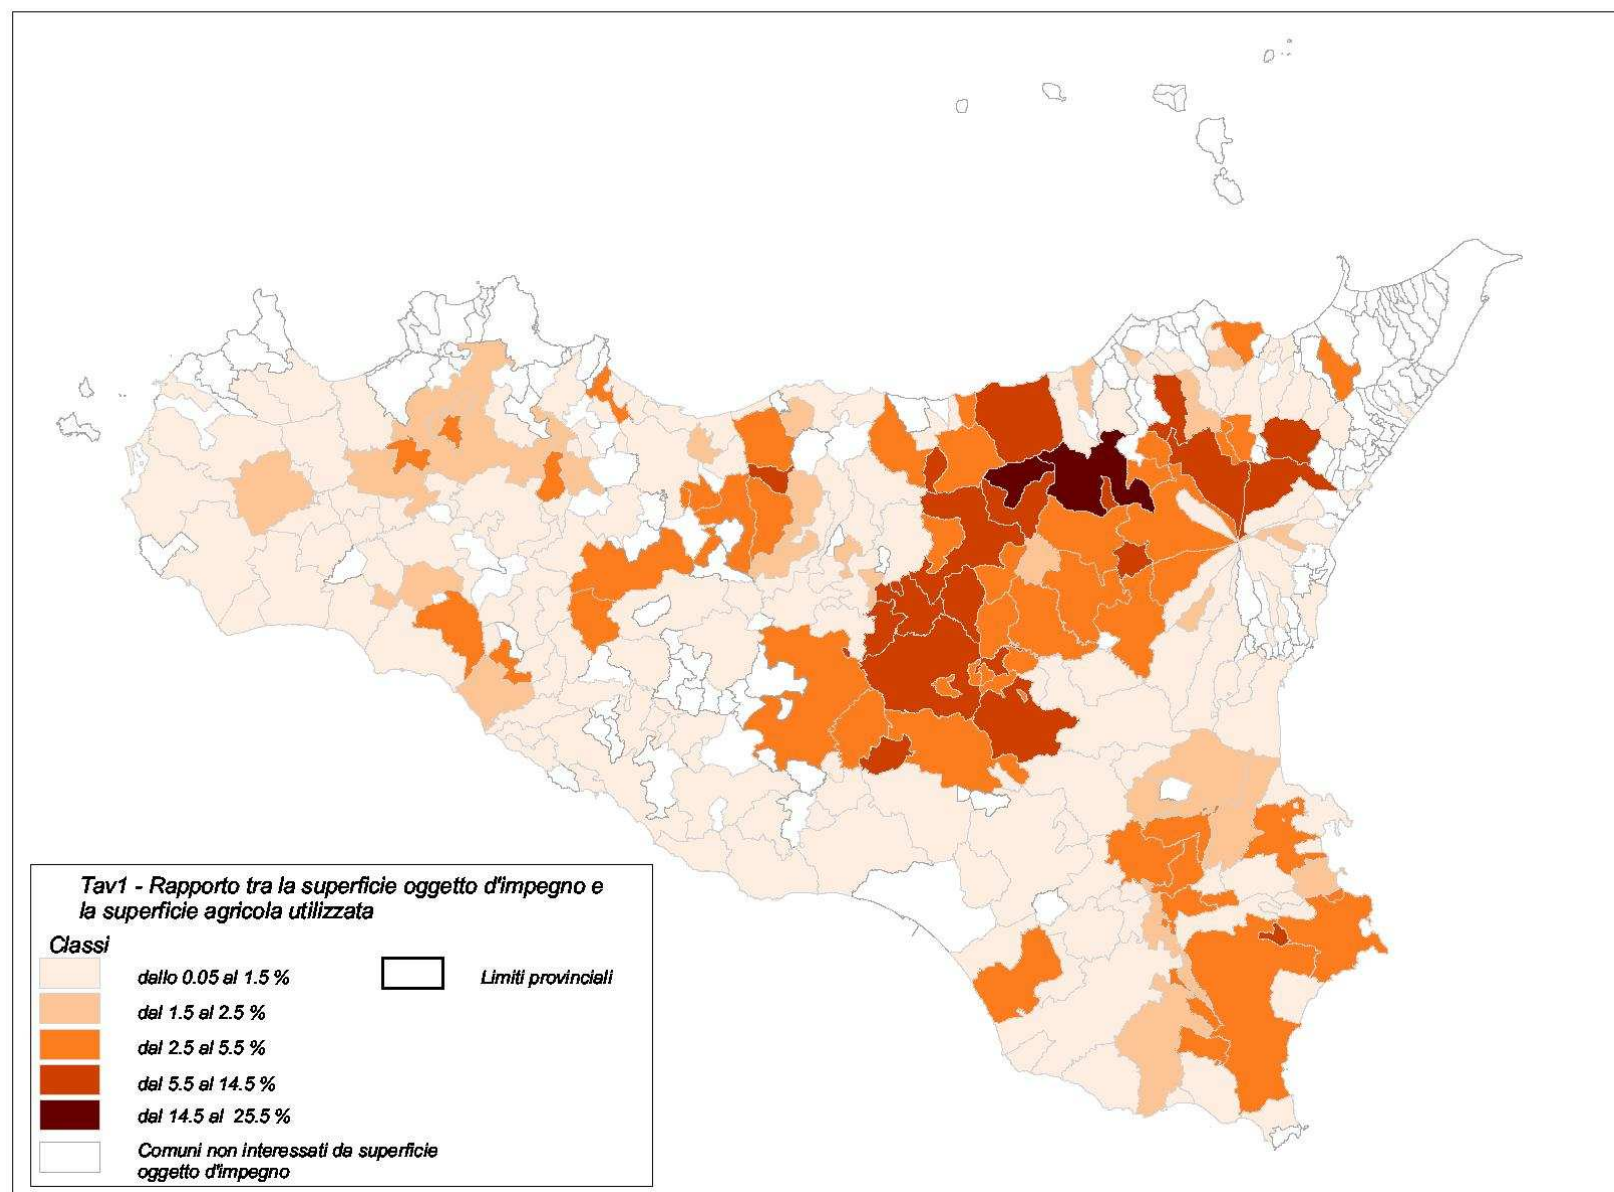 Tav1 - Rapporto tra la superficie oggetto d'impegno e
la superficie agricola utilizzata
Classi
dallo 0.05 al 1.5 %
Limiti provinciali
dal 1.5 al 2.5 %
dal 2.5 al 5.5 %
dal 5.5 al 14.5 %
dal 14.5 al 25.5 %
Comuni non interessati da superficie
oggetto d'impegno